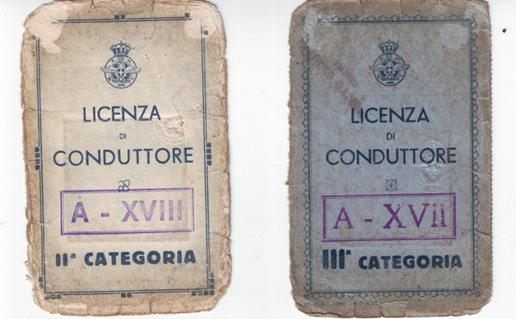 LICENZA
DI
CONDUTTORE
A - XVIII
IIª CATEGORIA
LICENZA
DI
CONDUTTORE
A - XVII
IIIª CATEGORIA